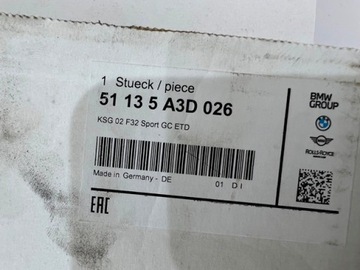 1 Stueck / piece
51 13 5 A3D 026
KSG 02 F32 Sport GC ETD
Made in Germany - DE
01 D I
EAC
BMW
GROUP
ROLLS-ROYCE